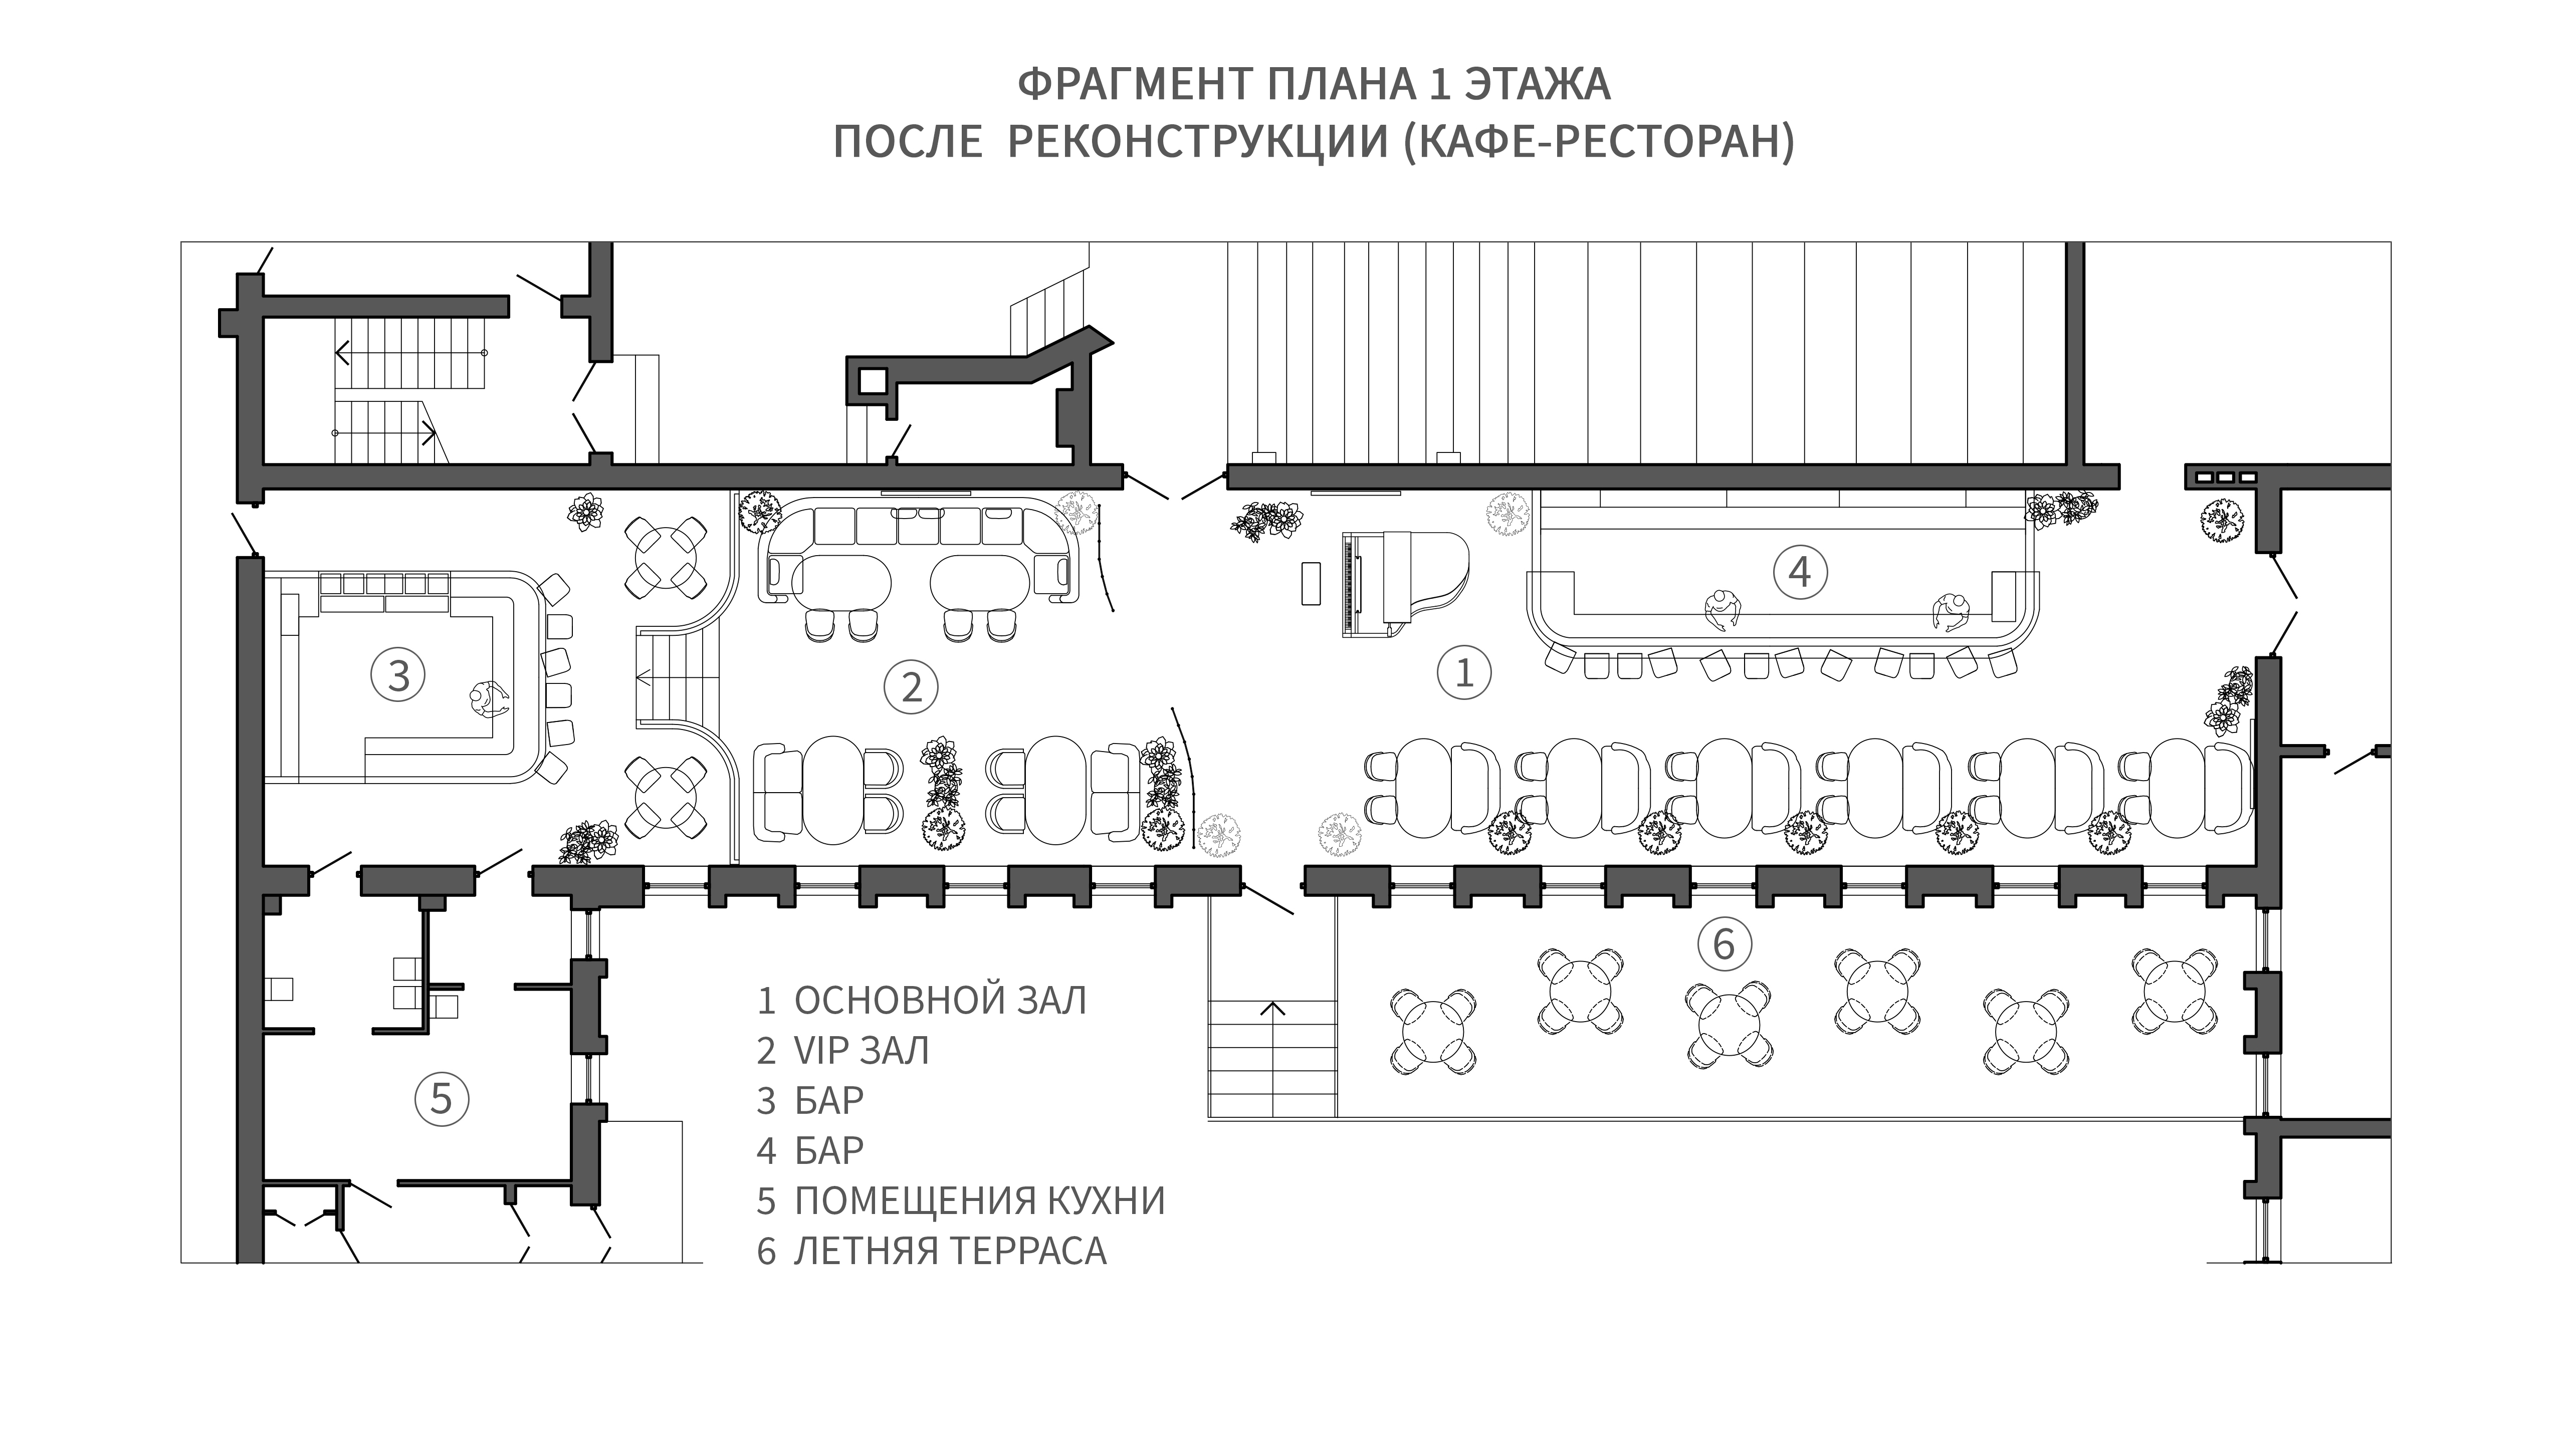 ФРАГМЕНТ ПЛАНА 1 ЭТАЖА
ПОСЛЕ РЕКОНСТРУКЦИИ (КАФЕ-РЕСТОРАН)
4
3
2
1
6
5
1 ОСНОВНОЙ ЗАЛ
2 VIP ЗАЛ
3 БАР
4 БАР
5 ПОМЕЩЕНИЯ КУХНИ
6 ЛЕТНЯЯ ТЕРРАСА